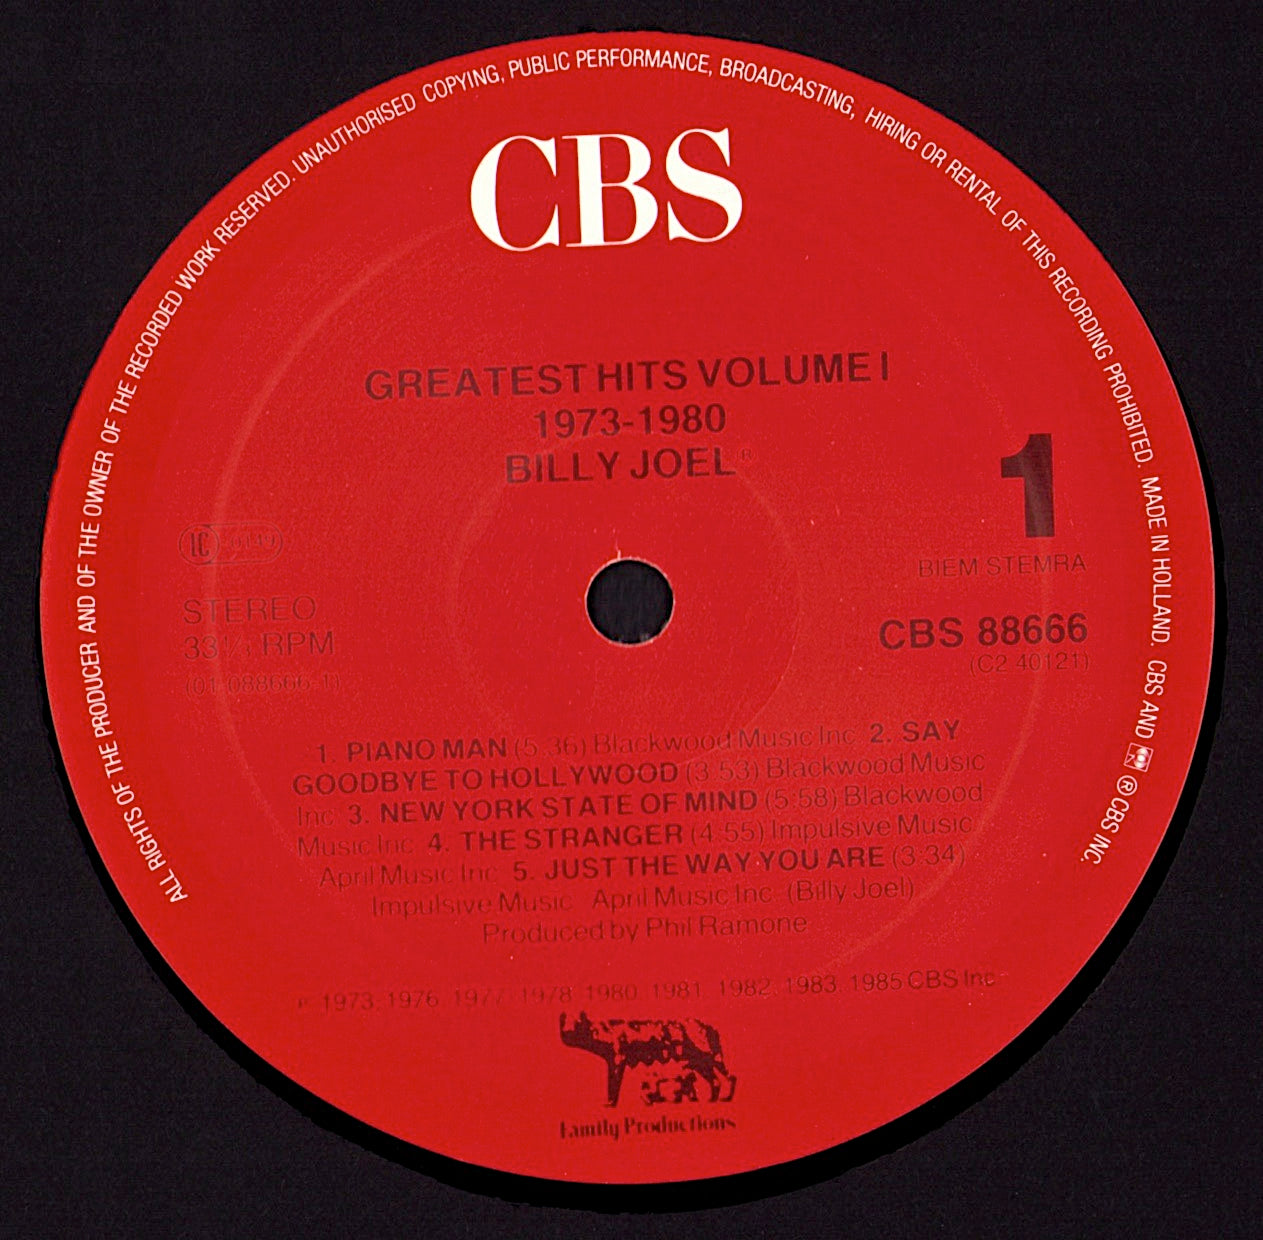 ALL RIGHTS OF THE PRODUCER AND OF THE OWNER OF THE RECORDED WORK RESERVED. UNAUTHORISED COPYING, PUBLIC PERFORMANCE, BROADCASTING, HIRING OR RENTAL OF THIS RECORDING PROHIBITED. MADE IN HOLLAND. CBS AND ® CBS INC.
CBS
GREATEST HITS VOLUME I
1973-1980
BILLY JOEL®
1
LC 0149
BIEM STEMRA
STEREO
CBS 88666
33 1/3 RPM
(C2 40121)
(01-088666-1)
1. PIANO MAN (5:36) Blackwood Music Inc. 2. SAY
GOODBYE TO HOLLYWOOD (3:53) Blackwood Music
Inc. 3. NEW YORK STATE OF MIND (5:58) Blackwood
Music Inc. 4. THE STRANGER (4:55) Impulsive Music
April Music Inc. 5. JUST THE WAY YOU ARE (3:34)
Impulsive Music April Music Inc. (Billy Joel)
Produced by Phil Ramone
℗ 1973, 1976, 1977, 1978, 1980, 1981, 1982, 1983, 1985 CBS Inc.
Family Productions